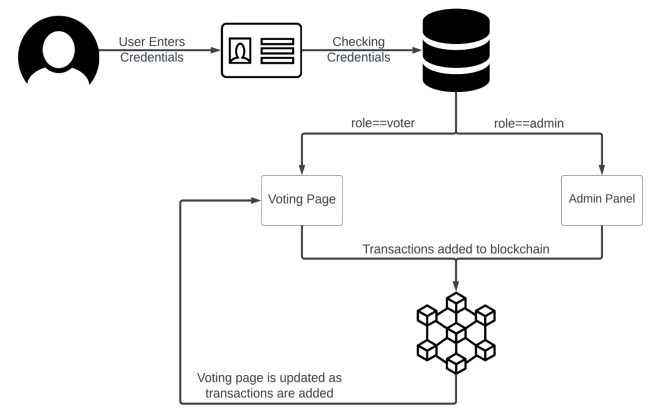 User Enters
Credentials
Checking
Credentials
role==voter
role==admin
Voting Page
Admin Panel
Transactions added to blockchain
Voting page is updated as
transactions are added